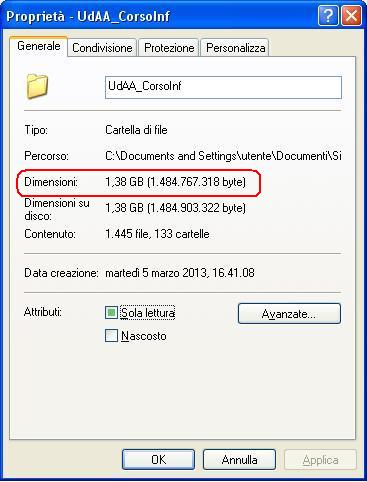 Proprietà - UdAA_CorsoInf
Generale Condivisione Protezione Personalizza
UdAA_CorsoInf
Tipo: Cartella di file
Percorso: C:\Documents and Settings\utente\Documenti\Si
Dimensioni: 1,38 GB (1.484.767.318 byte)
Dimensioni su disco: 1,38 GB (1.484.903.322 byte)
Contenuto: 1.445 file, 133 cartelle
Data creazione: martedì 5 marzo 2013, 16.41.08
Attributi: Sola lettura Avanzate...
Nascosto
OK Annulla Applica